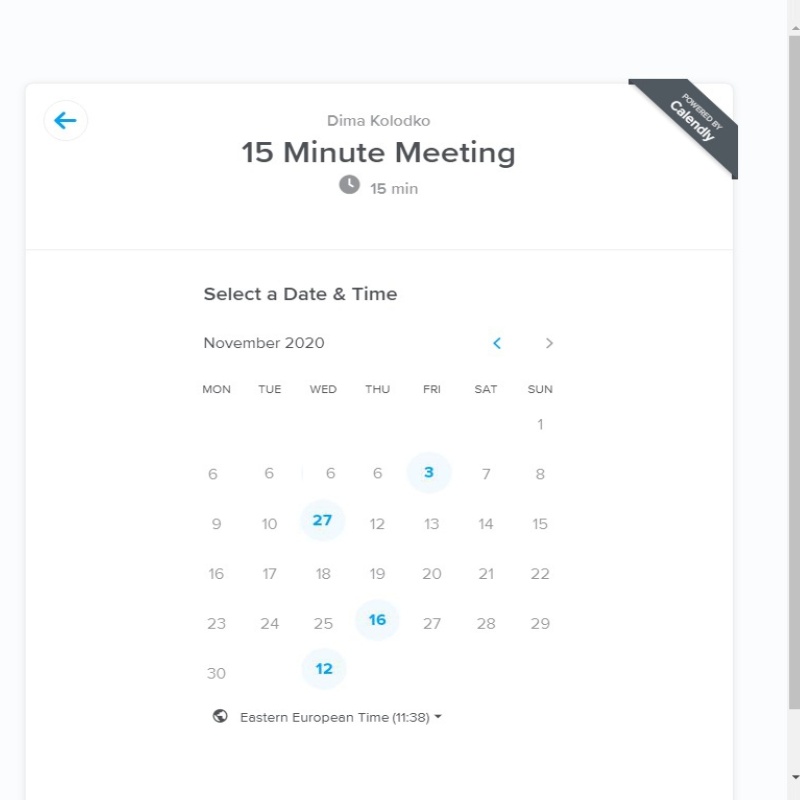 POWERED BY
Calendly
Dima Kolodko
15 Minute Meeting
15 min
Select a Date & Time
November 2020
MON TUE WED THU FRI SAT SUN
1
6 6 6 6 3 7 8
9 10 27 12 13 14 15
16 17 18 19 20 21 22
23 24 25 16 27 28 29
30 12
Eastern European Time (11:38)